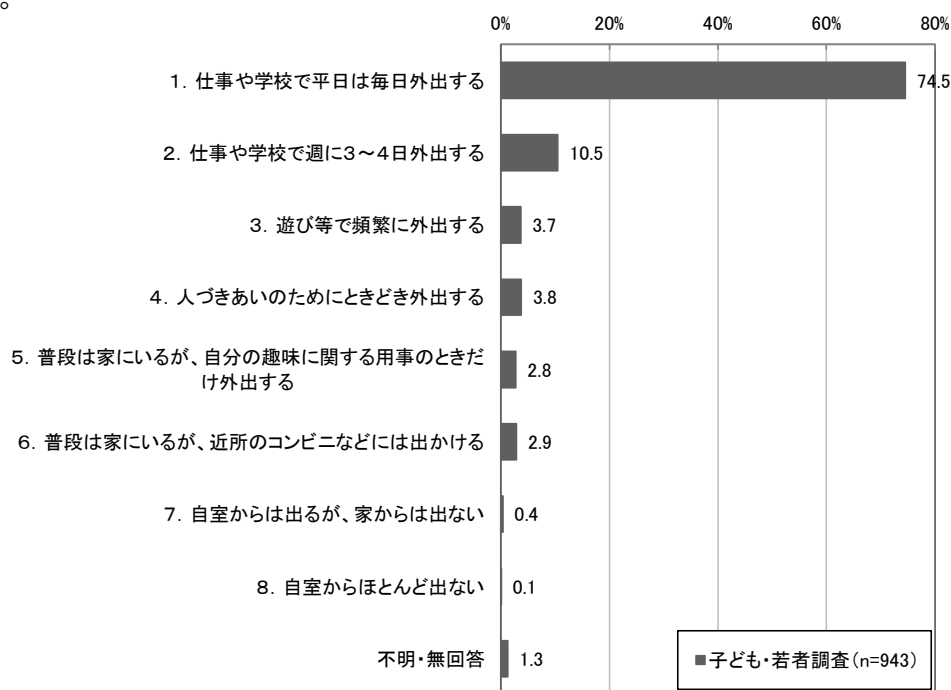 。
0% 20% 40% 60% 80%
1．仕事や学校で平日は毎日外出する 74.5
2．仕事や学校で週に３～４日外出する 10.5
3．遊び等で頻繁に外出する 3.7
4．人づきあいのためにときどき外出する 3.8
5．普段は家にいるが、自分の趣味に関する用事のときだ
け外出する 2.8
6．普段は家にいるが、近所のコンビニなどには出かける 2.9
7．自室からは出るが、家からは出ない 0.4
8．自室からほとんど出ない 0.1
不明・無回答 1.3
■子ども・若者調査(n=943)